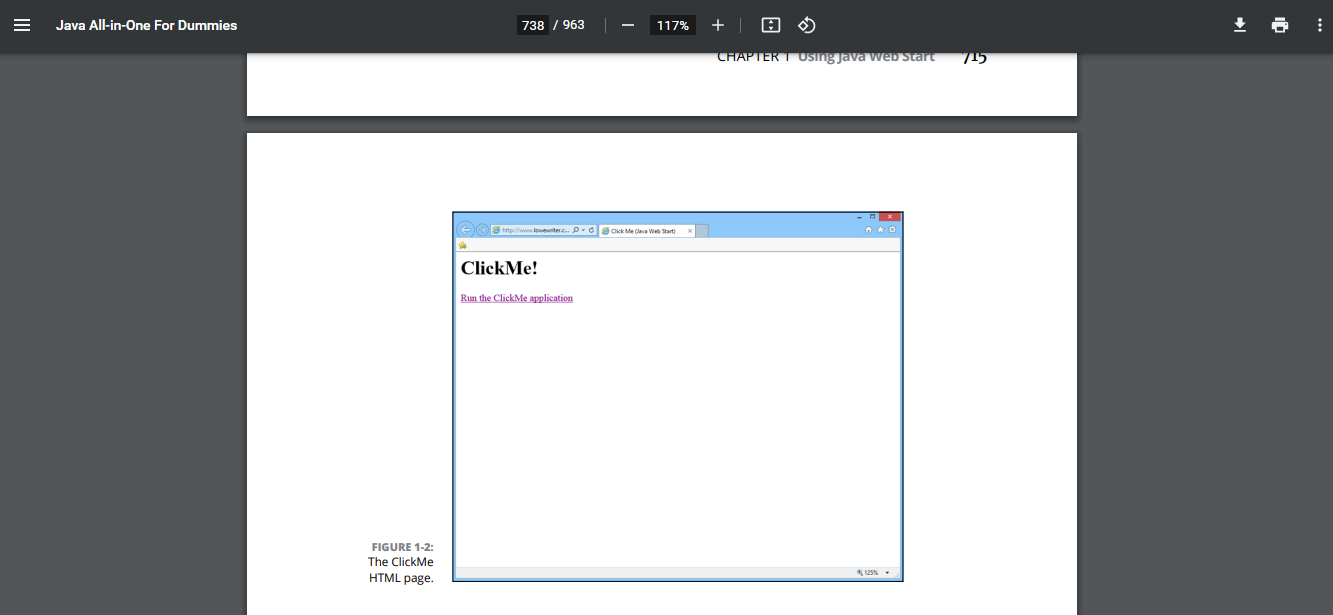 Java All-in-One For Dummies
738 / 963
117%
CHAPTER 1 Using Java Web Start 715
http://www.lowewriter.c...
Click Me (Java Web Start)
ClickMe!
Run the ClickMe application
125%
FIGURE 1-2:
The ClickMe
HTML page.